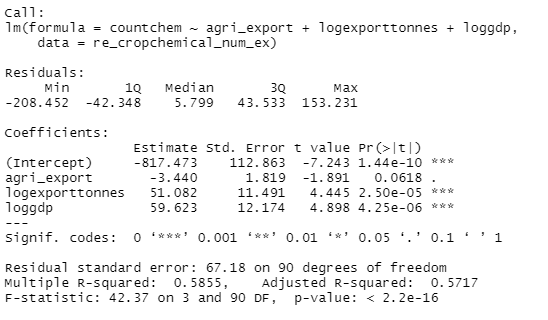 Call:
lm(formula = countchem ~ agri_export + logexporttonnes + loggdp,
    data = re_cropchemical_num_ex)
Residuals:
     Min       1Q   Median       3Q      Max
-208.452  -42.348    5.799   43.533  153.231
Coefficients:
                Estimate Std. Error t value Pr(>|t|)
(Intercept)     -817.473    112.863  -7.243 1.44e-10 ***
agri_export       -3.440      1.819  -1.891   0.0618 .
logexporttonnes   51.082     11.491   4.445 2.50e-05 ***
loggdp            59.623     12.174   4.898 4.25e-06 ***
---
Signif. codes:  0 ‘***’ 0.001 ‘**’ 0.01 ‘*’ 0.05 ‘.’ 0.1 ‘ ’ 1
Residual standard error: 67.18 on 90 degrees of freedom
Multiple R-squared:  0.5855,    Adjusted R-squared:  0.5717
F-statistic: 42.37 on 3 and 90 DF,  p-value: < 2.2e-16